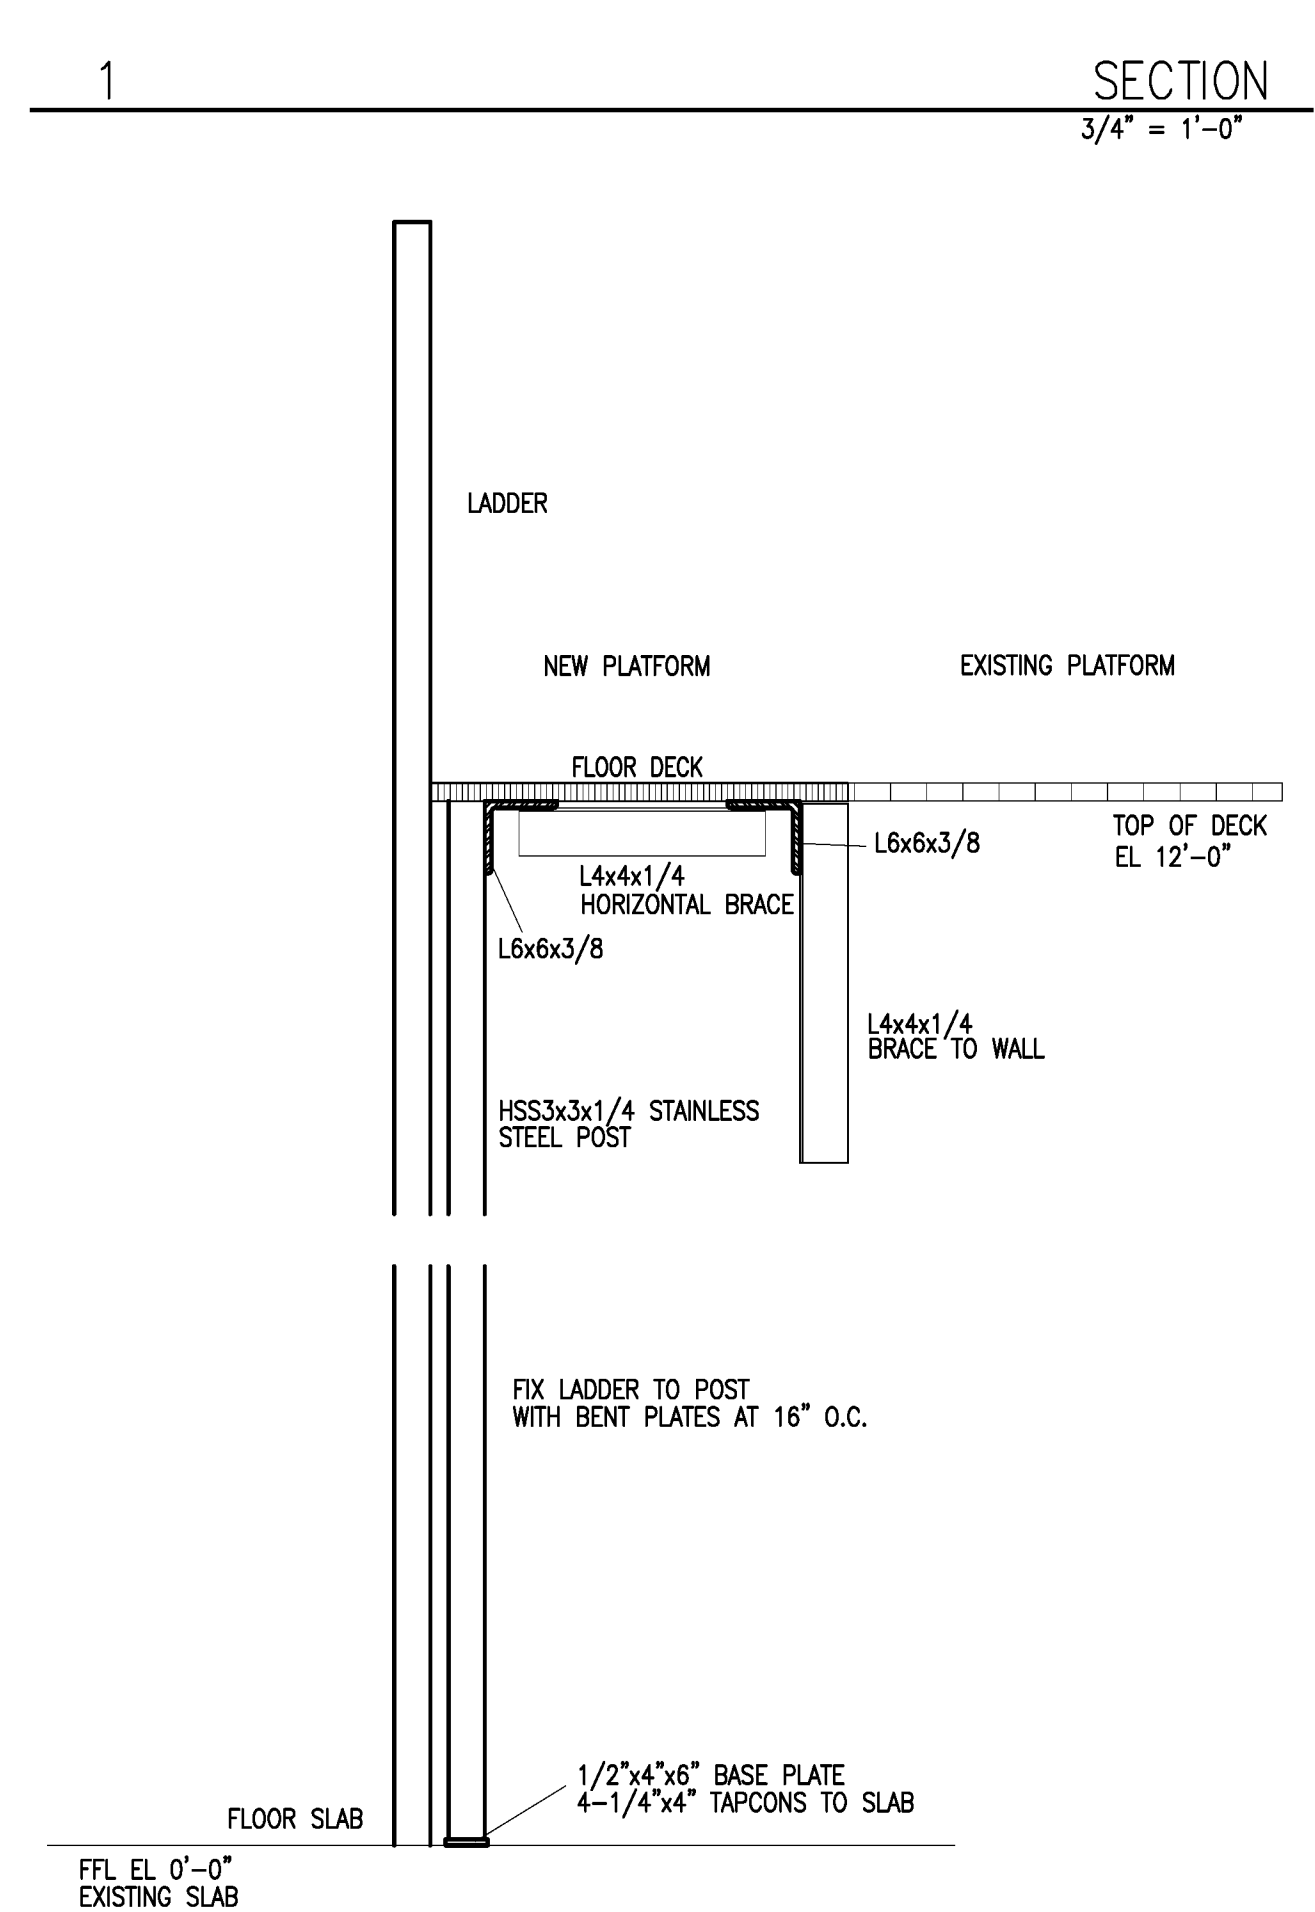 1
SECTION
3/4" = 1'-0"
LADDER
NEW PLATFORM
EXISTING PLATFORM
FLOOR DECK
TOP OF DECK
EL 12'-0"
L6x6x3/8
L4x4x1/4
HORIZONTAL BRACE
L6x6x3/8
L4x4x1/4
BRACE TO WALL
HSS3x3x1/4 STAINLESS
STEEL POST
FIX LADDER TO POST
WITH BENT PLATES AT 16" O.C.
1/2"x4"x6" BASE PLATE
4-1/4"x4" TAPCONS TO SLAB
FLOOR SLAB
FFL EL 0'-0"
EXISTING SLAB